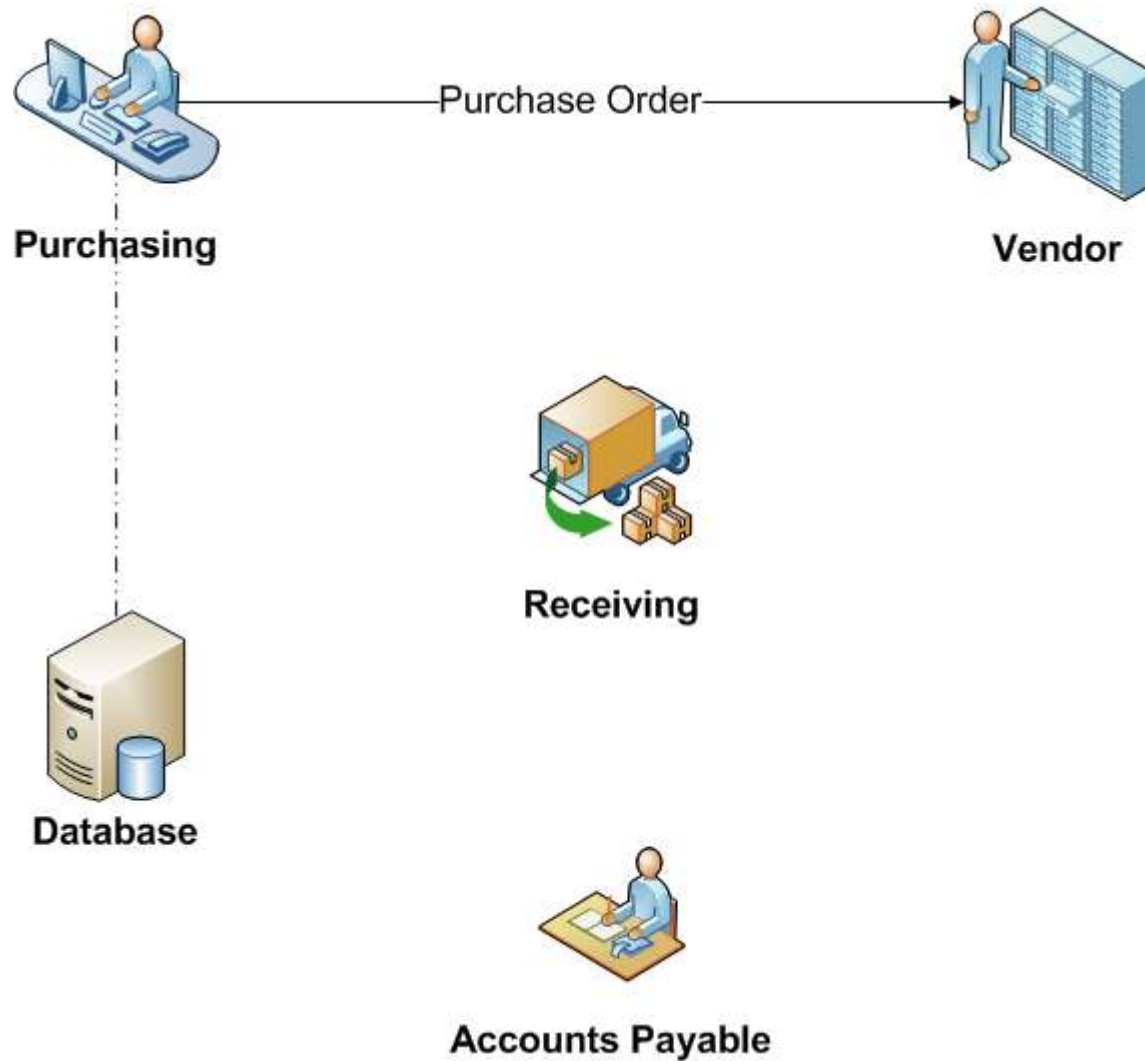 Purchase Order
Purchasing
Vendor
Receiving
Database
Accounts Payable